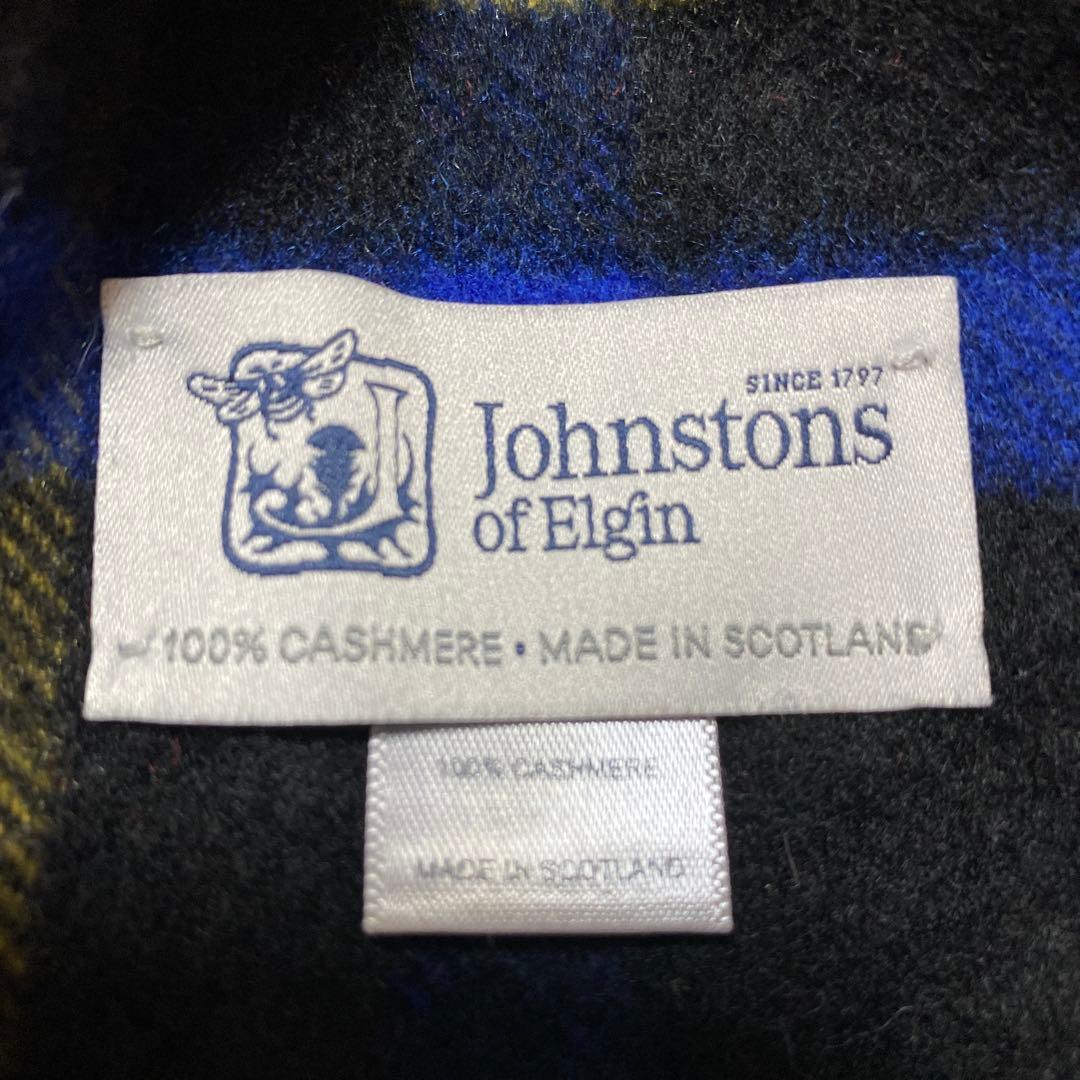 SINCE 1797
Johnstons
of Elgin
100% CASHMERE • MADE IN SCOTLAND
100% CASHMERE
MADE IN SCOTLAND